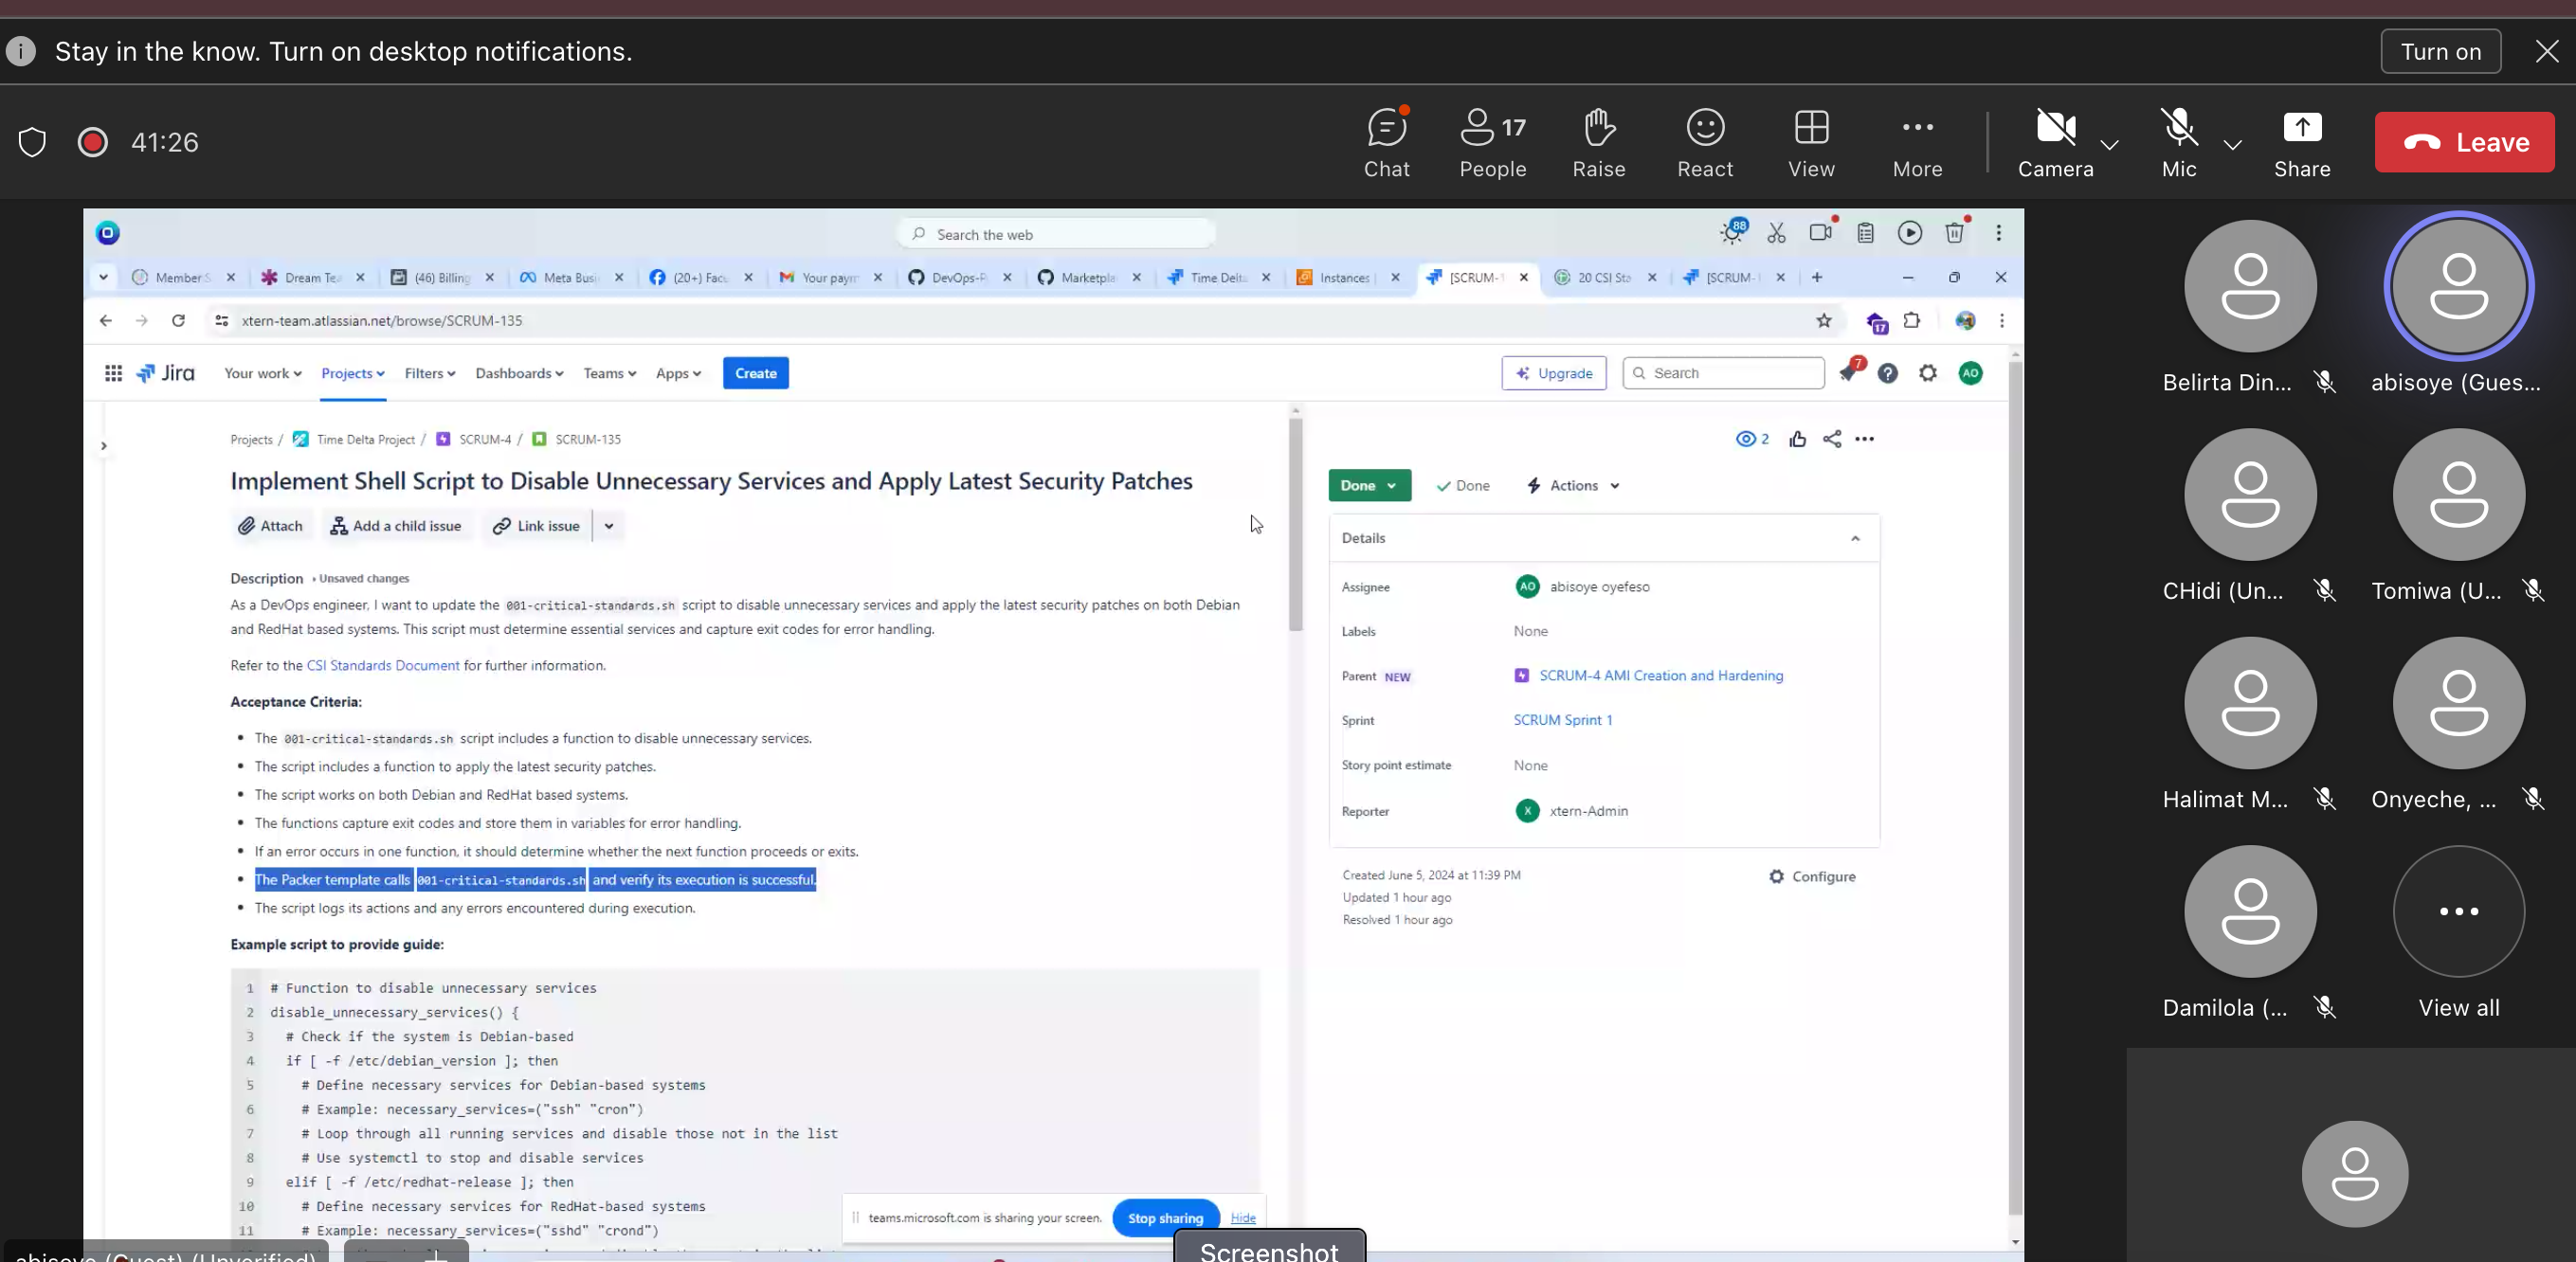 Stay in the know. Turn on desktop notifications.
Turn on
41:26
Chat
17
People
Raise
React
View
More
Camera
Mic
Share
Leave
Search the web
88
Member S
Dream Te
(46) Billing
Meta Busi
(20+) Fac
Your paym
DevOps-P
Marketpla
Time Delt
Instances |
[SCRUM-1
20 CSI Sta
[SCRUM-
xtern-team.atlassian.net/browse/SCRUM-135
17
Jira
Your work
Projects
Filters
Dashboards
Teams
Apps
Create
Upgrade
Search
7
AO
Projects / Time Delta Project / SCRUM-4 / SCRUM-135
2
Implement Shell Script to Disable Unnecessary Services and Apply Latest Security Patches
Attach
Add a child issue
Link issue
Description • Unsaved changes
As a DevOps engineer, I want to update the 001-critical-standards.sh script to disable unnecessary services and apply the latest security patches on both Debian
and RedHat based systems. This script must determine essential services and capture exit codes for error handling.
Refer to the CSI Standards Document for further information.
Acceptance Criteria:
• The 001-critical-standards.sh script includes a function to disable unnecessary services.
• The script includes a function to apply the latest security patches.
• The script works on both Debian and RedHat based systems.
• The functions capture exit codes and store them in variables for error handling.
• If an error occurs in one function, it should determine whether the next function proceeds or exits.
• The Packer template calls 001-critical-standards.sh and verify its execution is successful.
• The script logs its actions and any errors encountered during execution.
Example script to provide guide:
1 # Function to disable unnecessary services
2 disable_unnecessary_services() {
3 # Check if the system is Debian-based
4 if [ -f /etc/debian_version ]; then
5 # Define necessary services for Debian-based systems
6 # Example: necessary_services=("ssh" "cron")
7 # Loop through all running services and disable those not in the list
8 # Use systemctl to stop and disable services
9 elif [ -f /etc/redhat-release ]; then
10 # Define necessary services for RedHat-based systems
11 # Example: necessary_services=("sshd" "crond")
Done
Done
Actions
Details
Assignee
AO abisoye oyefeso
Labels
None
Parent NEW
SCRUM-4 AMI Creation and Hardening
Sprint
SCRUM Sprint 1
Story point estimate
None
Reporter
X xtern-Admin
Created June 5, 2024 at 11:39 PM
Updated 1 hour ago
Resolved 1 hour ago
Configure
teams.microsoft.com is sharing your screen.
Stop sharing
Hide
Screenshot
abisoye (Guest) (Unverified)
Belirta Din...
abisoye (Gues...
CHidi (Un...
Tomiwa (U...
Halimat M...
Onyeche, ...
Damilola (...
View all